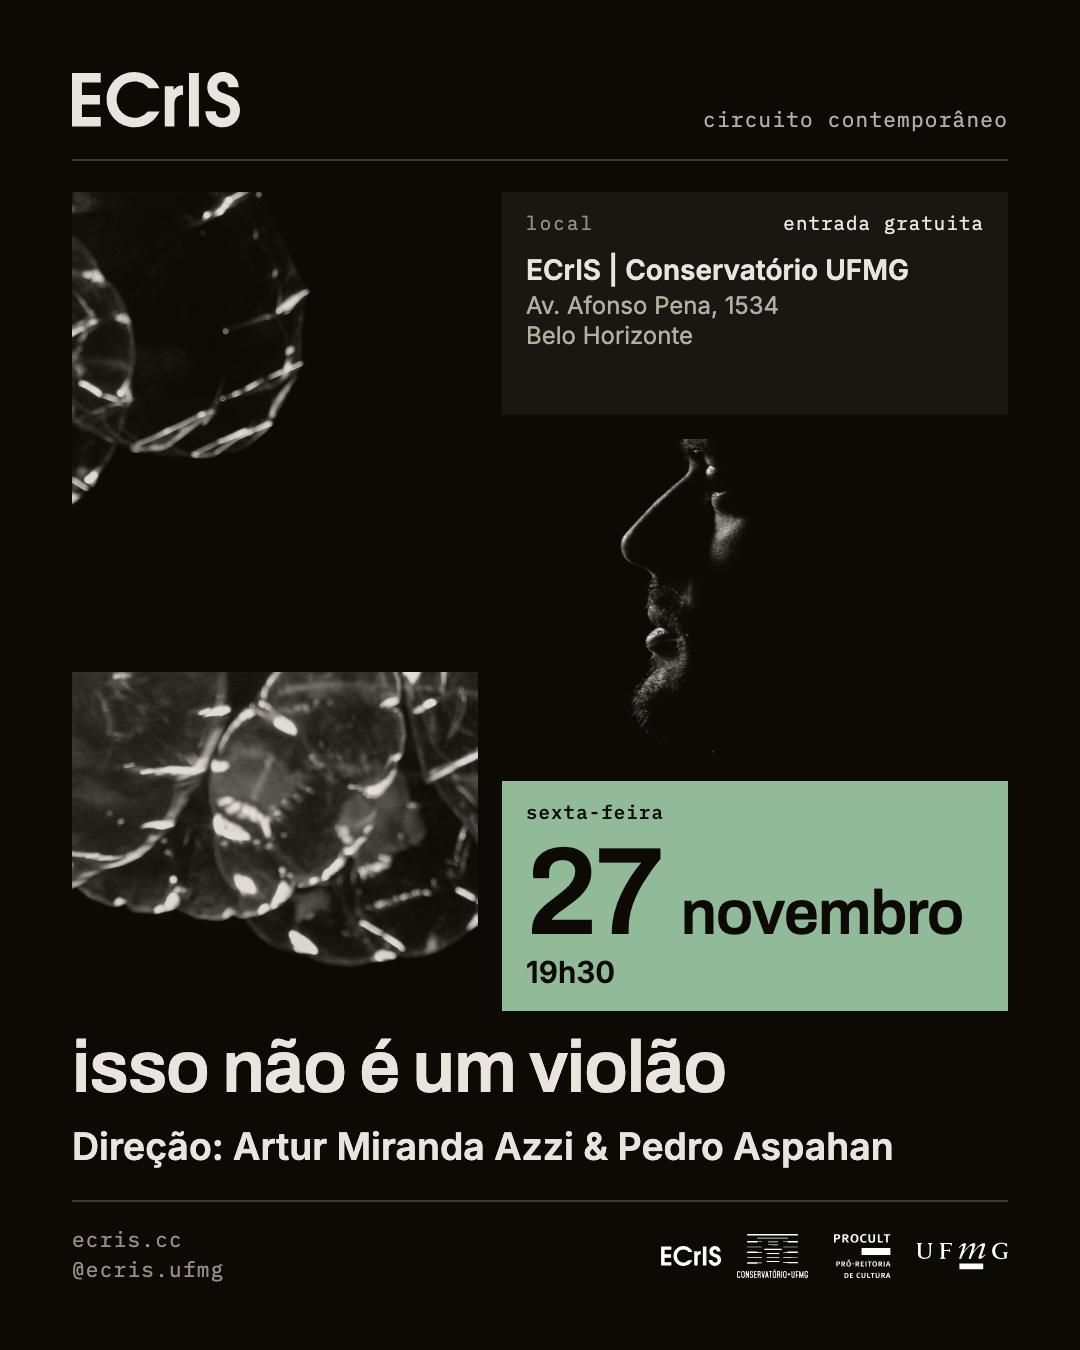 ECrIS
circuito contemporâneo
local
entrada gratuita
ECrIS | Conservatório UFMG
Av. Afonso Pena, 1534
Belo Horizonte
sexta-feira
27 novembro
19h30
isso não é um violão
Direção: Artur Miranda Azzi & Pedro Aspahan
ecris.cc
@ecris.ufmg
ECrIS
CONSERVATÓRIO•UFMG
PROCULT
PRÓ-REITORIA
DE CULTURA
UFmG